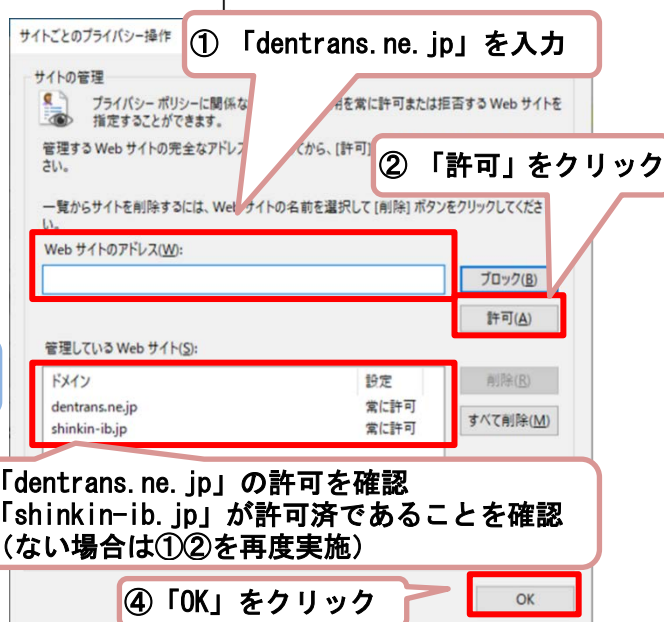 サイトごとのプライバシー操作
① 「dentrans.ne.jp」を入力
サイトの管理
プライバシー ポリシーに関係な
用を常に許可または拒否する Web サイトを
指定することができます。
管理する Web サイトの完全なアドレ
てから、[許可]
さい。
② 「許可」をクリック
一覧からサイトを削除するには、Web サイトの名前を選択して [削除] ボタンをクリックしてくださ
い。
Web サイトのアドレス(W):
ブロック(B)
許可(A)
管理している Web サイト(S):
ドメイン 設定
削除(R)
dentrans.ne.jp 常に許可
shinkin-ib.jp 常に許可
すべて削除(M)
「dentrans.ne.jp」の許可を確認
「shinkin-ib.jp」が許可済であることを確認
(ない場合は①②を再度実施)
④「OK」をクリック
OK